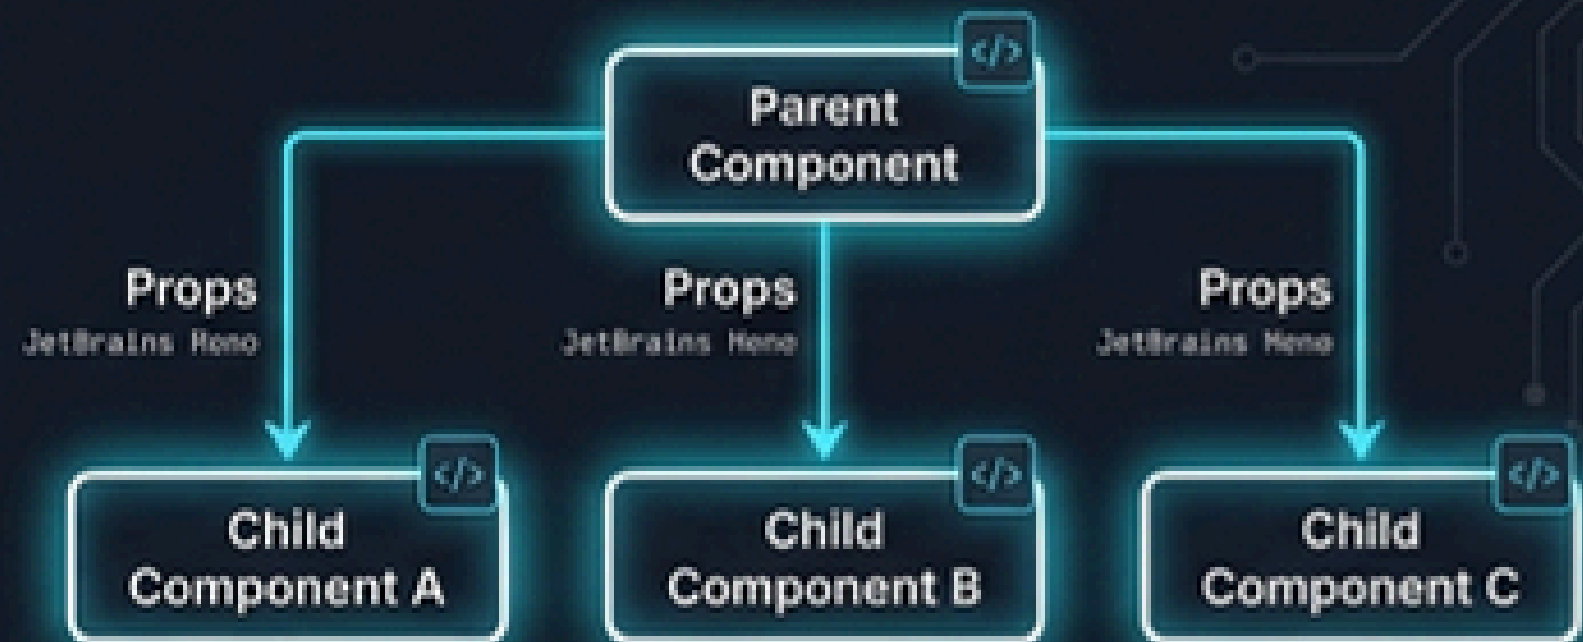 </>
Parent
Component
Props
JetBrains Mono
Props
JetBrains Mono
Props
JetBrains Mono
</>
Child
Component A
</>
Child
Component B
</>
Child
Component C